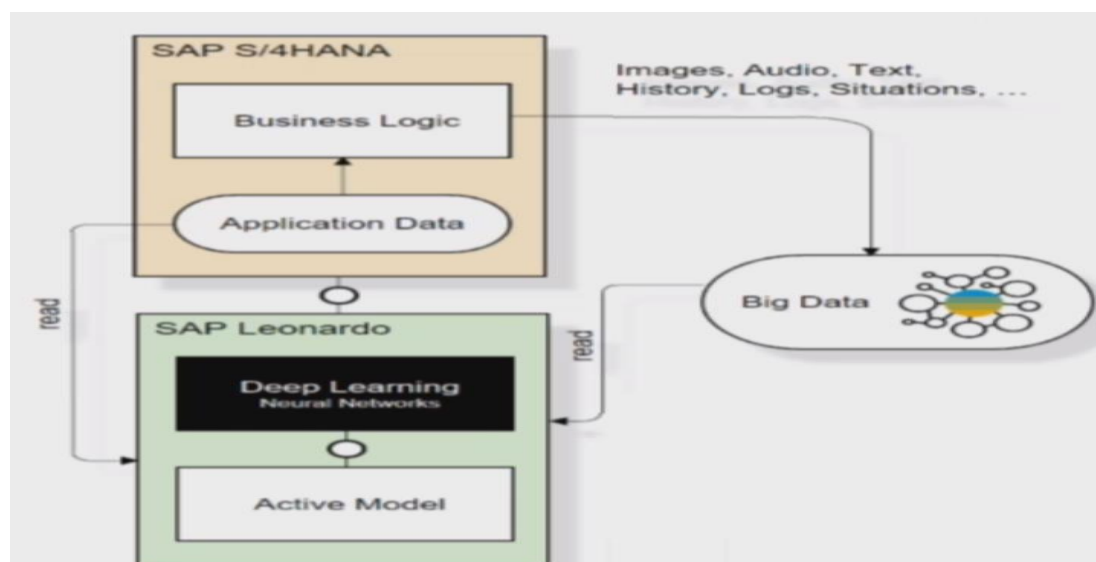 SAP S/4HANA
Business Logic
Application Data
Images, Audio, Text,
History, Logs, Situations, ...
Big Data
read
read
SAP Leonardo
Deep Learning
Neural Networks
Active Model